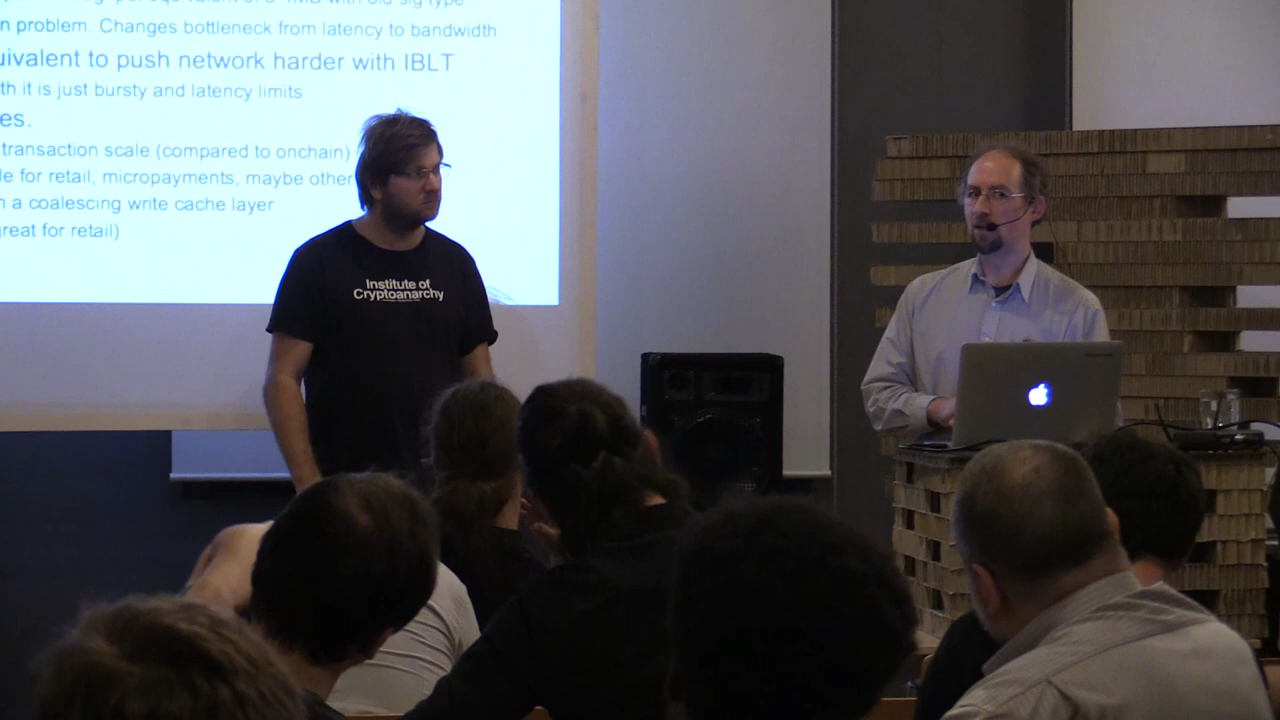 n problem. Changes bottleneck from latency to bandwidth
uivalent to push network harder with IBLT
th it is just bursty and latency limits
es.
transaction scale (compared to onchain)
le for retail, micropayments, maybe other
n a coalescing write cache layer
great for retail)
Institute of
Cryptoanarchy